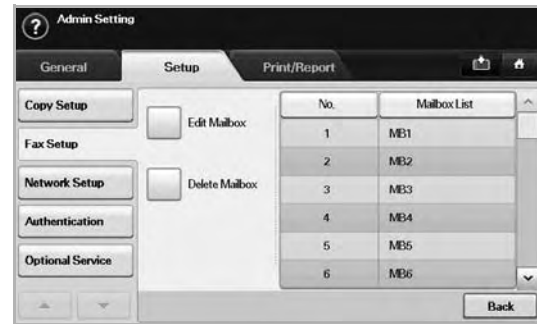 ? Admin Setting
General Setup Print/Report
Copy Setup
Fax Setup
Network Setup
Authentication
Optional Service
Edit Mailbox
Delete Mailbox
No. Mailbox List
1 MB1
2 MB2
3 MB3
4 MB4
5 MB5
6 MB6
Back